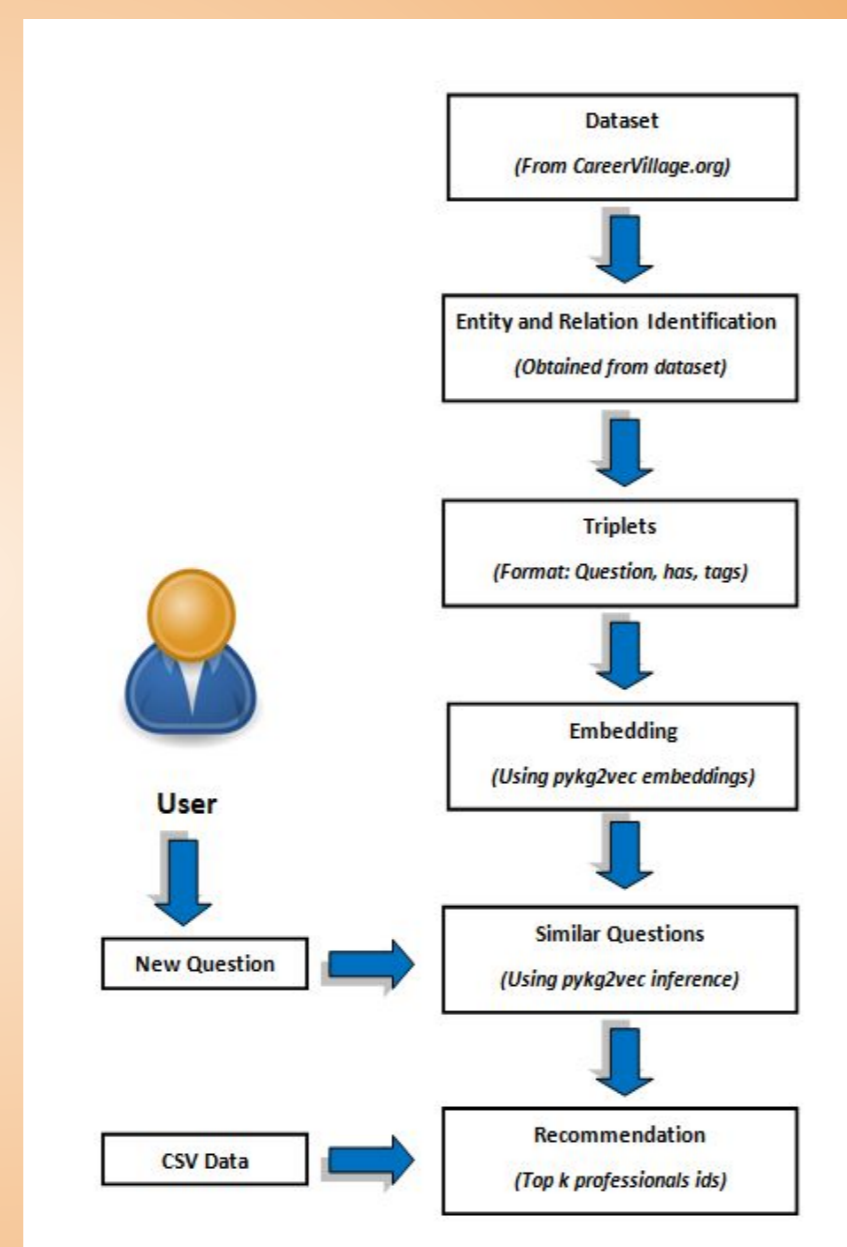 Dataset
(From CareerVillage.org)
Entity and Relation Identification
(Obtained from dataset)
Triplets
(Format: Question, has, tags)
Embedding
(Using pykg2vec embeddings)
User
New Question
Similar Questions
(Using pykg2vec inference)
CSV Data
Recommendation
(Top k professionals ids)